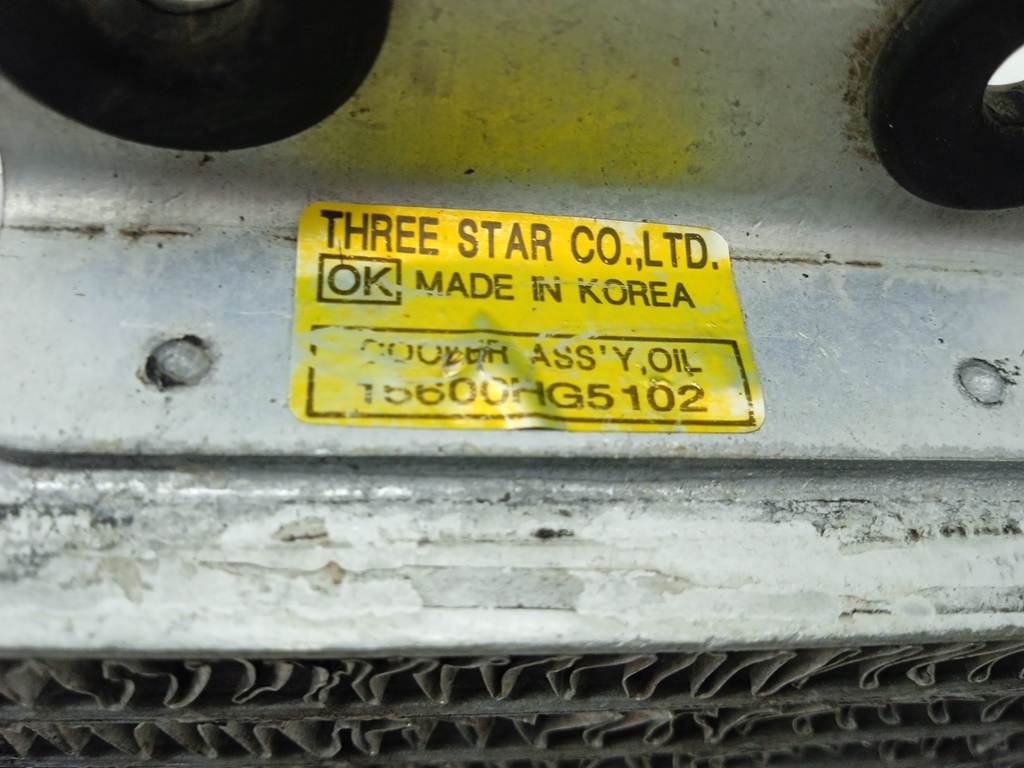 THREE STAR CO.,LTD.
OK MADE IN KOREA
COOLER ASS'Y,OIL
15600HG5102